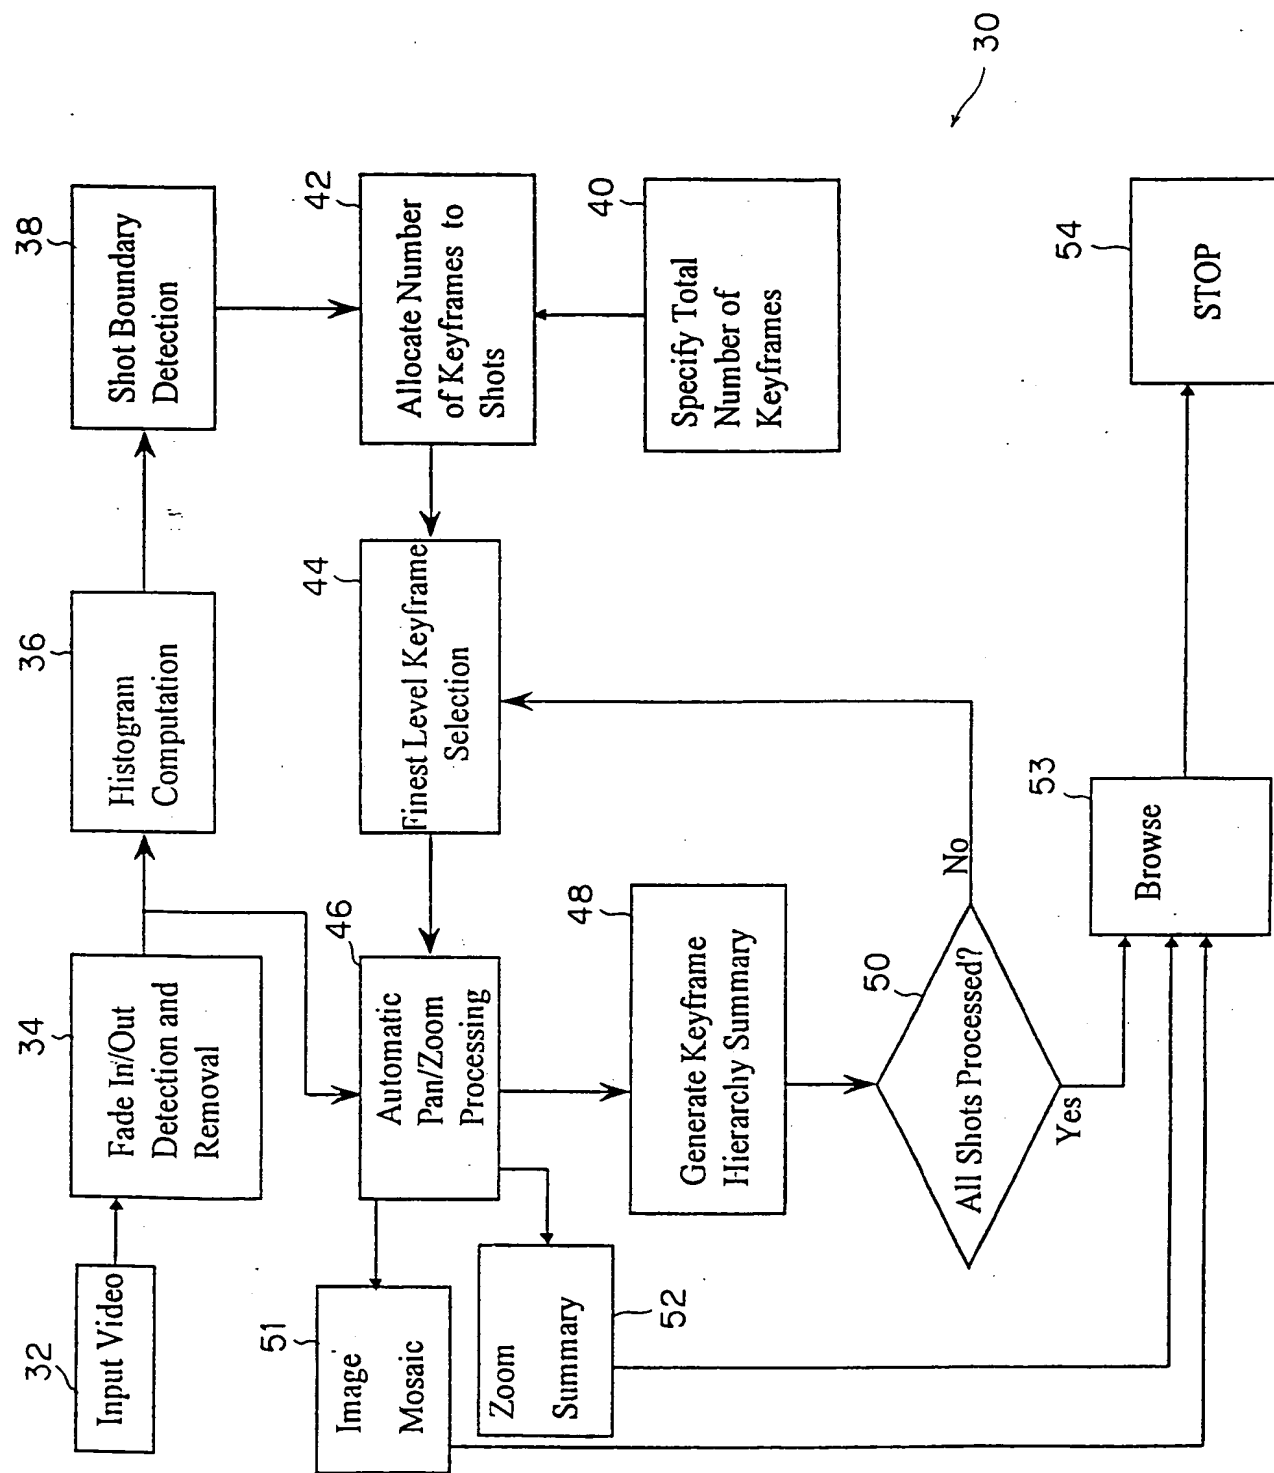 32
Input Video
34
Fade In/Out
Detection and
Removal
36
Histogram
Computation
38
Shot Boundary
Detection
51
Image
Mosaic
46
Automatic
Pan/Zoom
Processing
44
Finest Level Keyframe
Selection
42
Allocate Number
of Keyframes to
Shots
Zoom
Summary
52
48
Generate Keyframe
Hierarchy Summary
40
Specify Total
Number of
Keyframes
50
All Shots Processed?
No
Yes
53
Browse
54
STOP
30